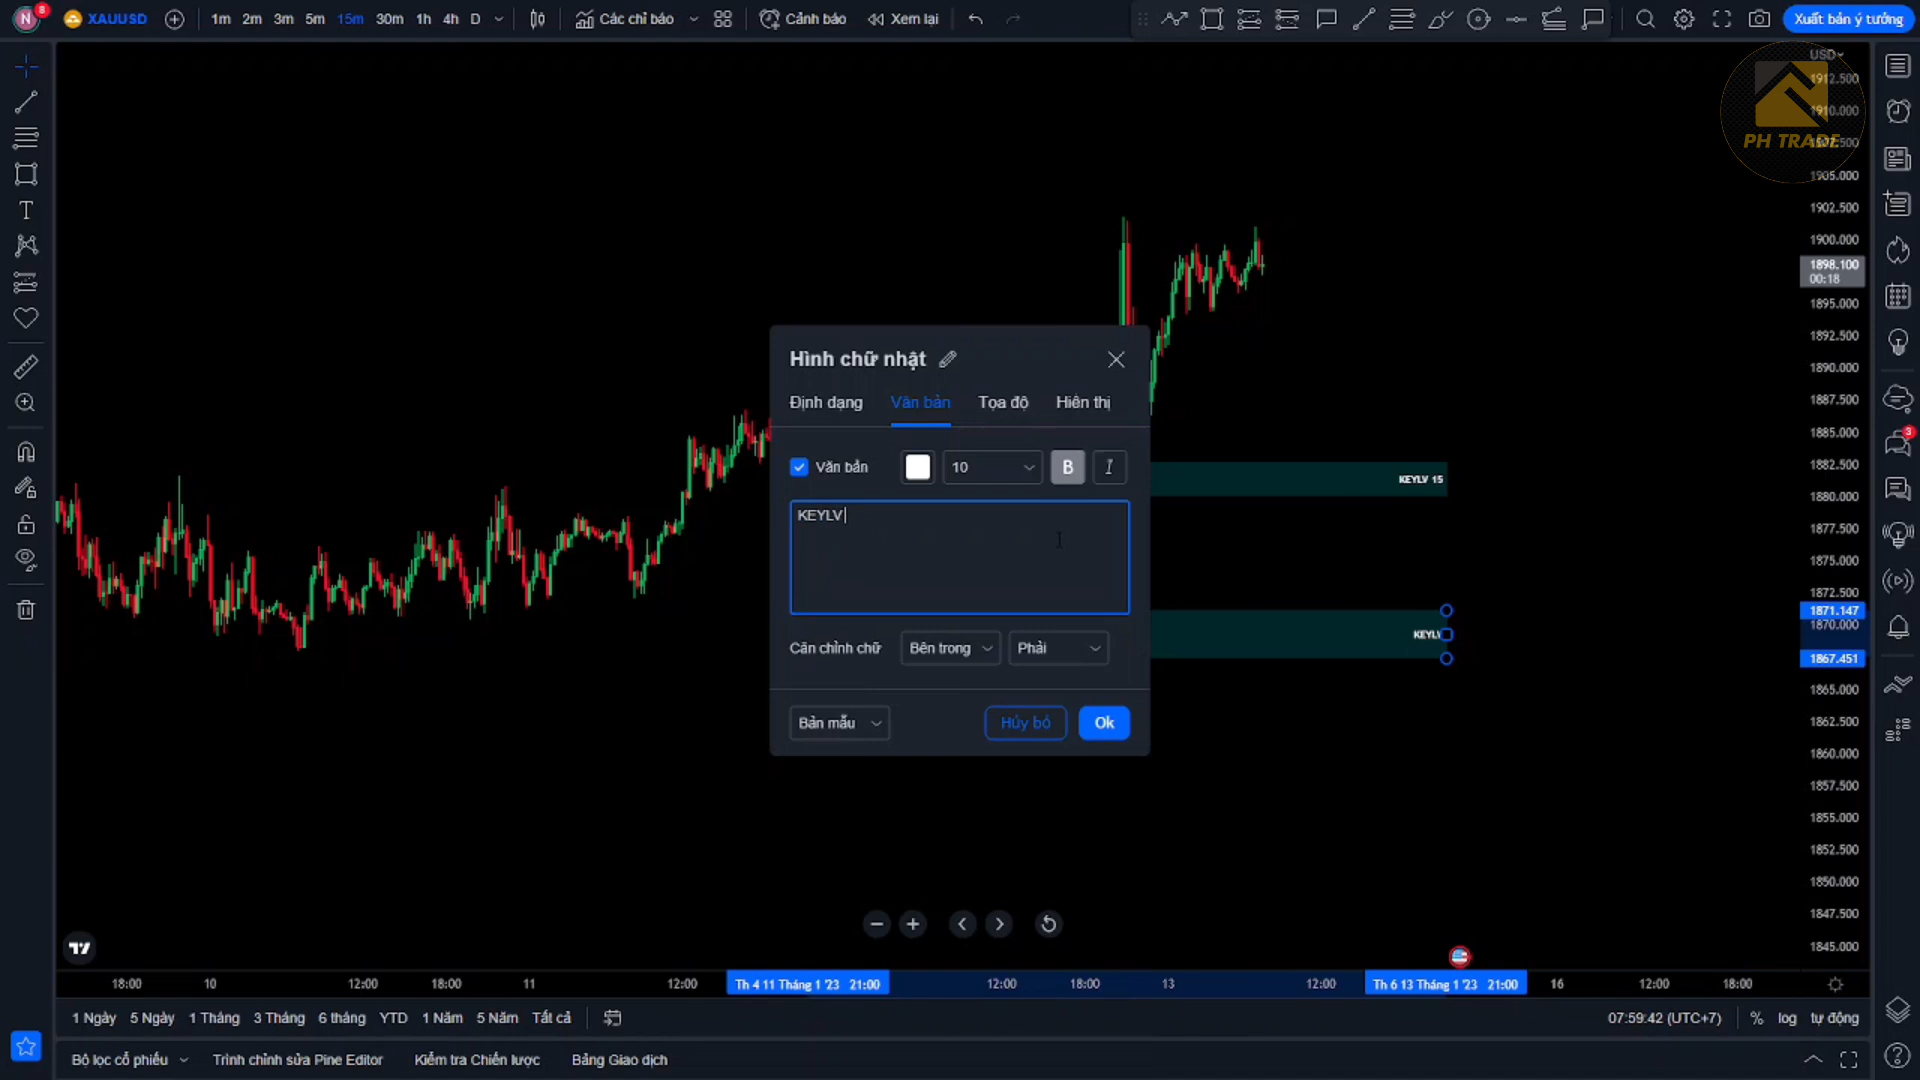 N 8 XAUUSD 1m 2m 3m 5m 15m 30m 1h 4h D Các chỉ báo Cảnh báo Xem lại Xuất bản ý tưởng
USD
1912.500
1910.000
PH TRADE
1905.000
1902.500
1900.000
1898.100
00:18
1895.000
1892.500
1890.000
1887.500
1885.000
1882.500
1880.000
1877.500
1875.000
1872.500
1871.147
1870.000
1867.451
1865.000
1862.500
1860.000
1857.500
1855.000
1852.500
1850.000
1847.500
1845.000
3
Hình chữ nhật
Định dạng Văn bản Tọa độ Hiển thị
Văn bản 10 B I
KEYLV
Căn chỉnh chữ Bên trong Phải
Bản mẫu Hủy bỏ Ok
KEYLV 15
KEYLV
18:00 10 12:00 18:00 11 12:00 Th 4 11 Tháng 1 '23 21:00 12:00 18:00 13 12:00 Th 6 13 Tháng 1 '23 21:00 16 12:00 18:00
1 Ngày 5 Ngày 1 Tháng 3 Tháng 6 tháng YTD 1 Năm 5 Năm Tất cả 07:59:42 (UTC+7) % log tự động
Bộ lọc cổ phiếu Trình chỉnh sửa Pine Editor Kiểm tra Chiến lược Bảng Giao dịch